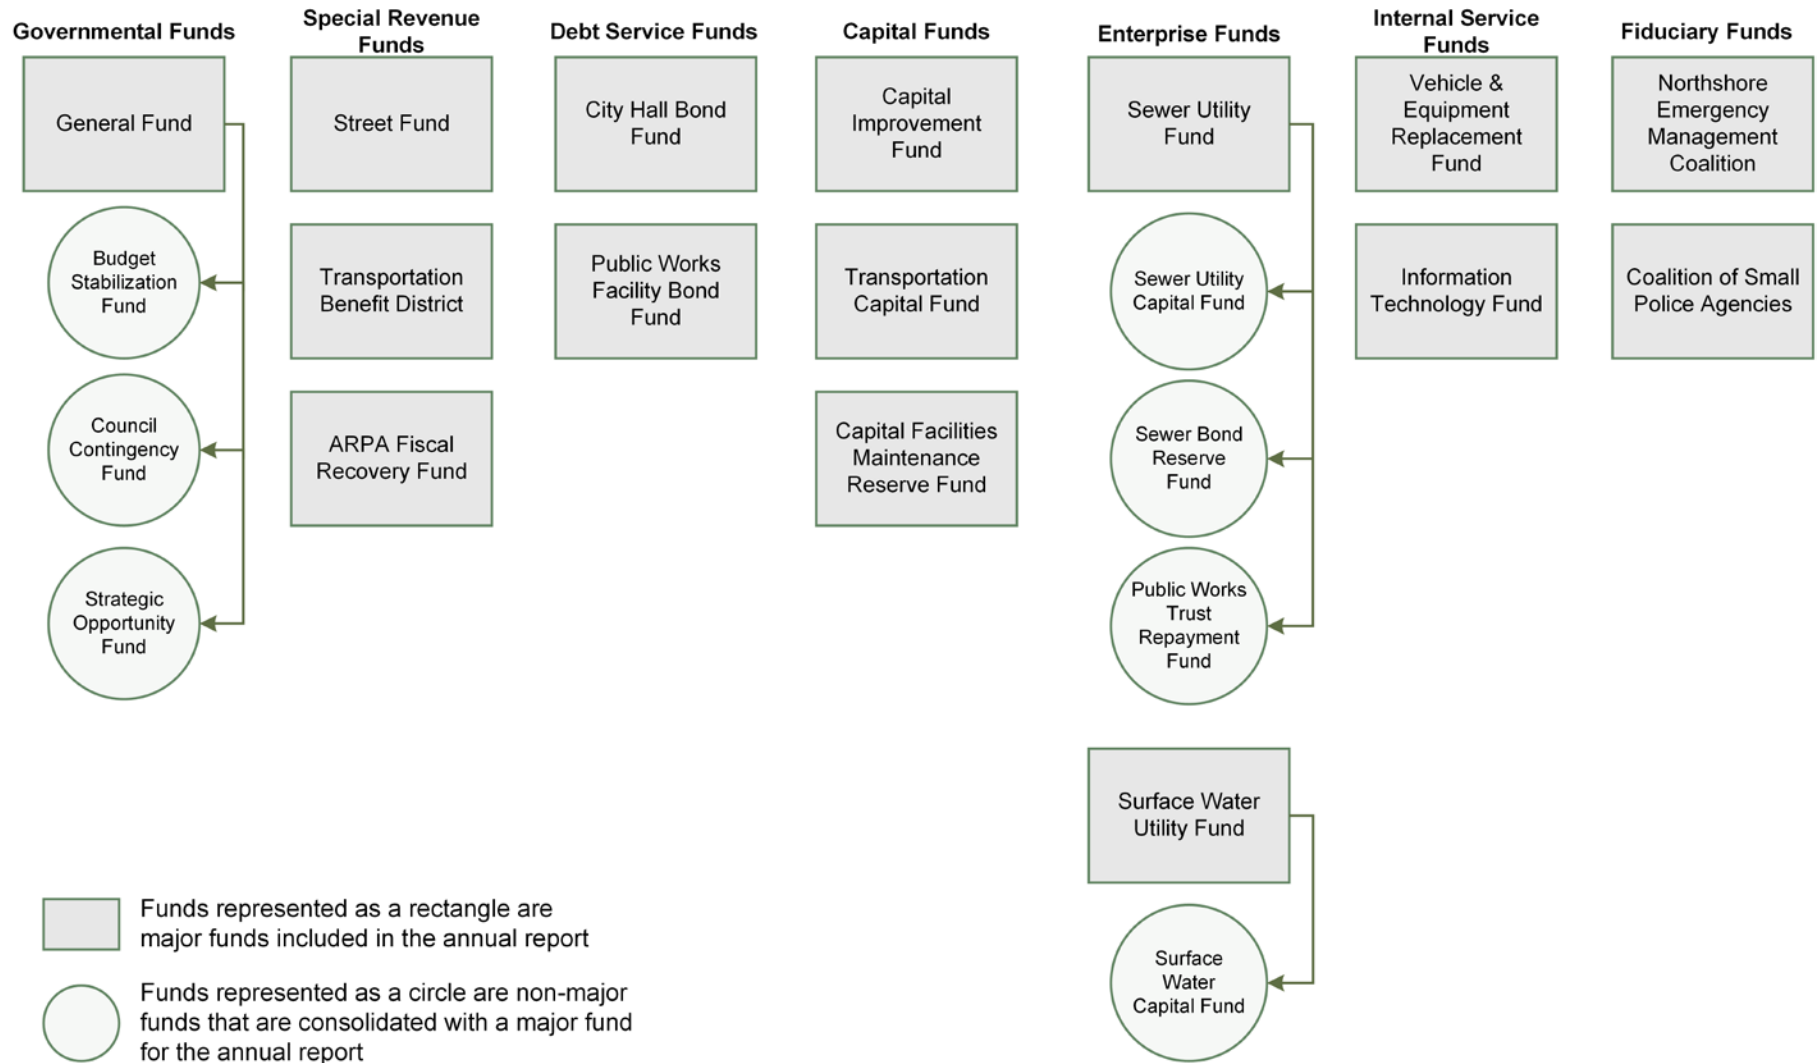 Governmental Funds
General Fund
Budget
Stabilization
Fund
Council
Contingency
Fund
Strategic
Opportunity
Fund
Special Revenue
Funds
Street Fund
Transportation
Benefit District
ARPA Fiscal
Recovery Fund
Debt Service Funds
City Hall Bond
Fund
Public Works
Facility Bond
Fund
Capital Funds
Capital
Improvement
Fund
Transportation
Capital Fund
Capital Facilities
Maintenance
Reserve Fund
Enterprise Funds
Sewer Utility
Fund
Sewer Utility
Capital Fund
Sewer Bond
Reserve
Fund
Public Works
Trust
Repayment
Fund
Surface Water
Utility Fund
Surface
Water
Capital Fund
Internal Service
Funds
Vehicle &
Equipment
Replacement
Fund
Information
Technology Fund
Fiduciary Funds
Northshore
Emergency
Management
Coalition
Coalition of Small
Police Agencies
Funds represented as a rectangle are
major funds included in the annual report
Funds represented as a circle are non-major
funds that are consolidated with a major fund
for the annual report